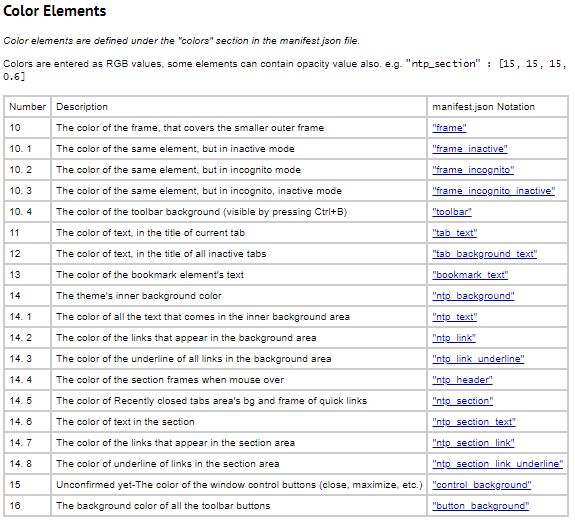 Color Elements
Color elements are defined under the "colors" section in the manifest.json file.
Colors are entered as RGB values, some elements can contain opacity value also. e.g. "ntp_section" : [15, 15, 15,
0.6]
Number Description manifest.json Notation
10 The color of the frame, that covers the smaller outer frame "frame"
10. 1 The color of the same element, but in inactive mode "frame_inactive"
10. 2 The color of the same element, but in incognito mode "frame_incognito"
10. 3 The color of the same element, but in incognito, inactive mode "frame_incognito_inactive"
10. 4 The color of the toolbar background (visible by pressing Ctrl+B) "toolbar"
11 The color of text, in the title of current tab "tab_text"
12 The color of text, in the title of all inactive tabs "tab_background_text"
13 The color of the bookmark element's text "bookmark_text"
14 The theme's inner background color "ntp_background"
14. 1 The color of all the text that comes in the inner background area "ntp_text"
14. 2 The color of the links that appear in the background area "ntp_link"
14. 3 The color of the underline of all links in the background area "ntp_link_underline"
14. 4 The color of the section frames when mouse over "ntp_header"
14. 5 The color of Recently closed tabs area's bg and frame of quick links "ntp_section"
14. 6 The color of text in the section "ntp_section_text"
14. 7 The color of the links that appear in the section area "ntp_section_link"
14. 8 The color of underline of links in the section area "ntp_section_link_underline"
15 Unconfirmed yet-The color of the window control buttons (close, maximize, etc.) "control_background"
16 The background color of all the toolbar buttons "button_background"